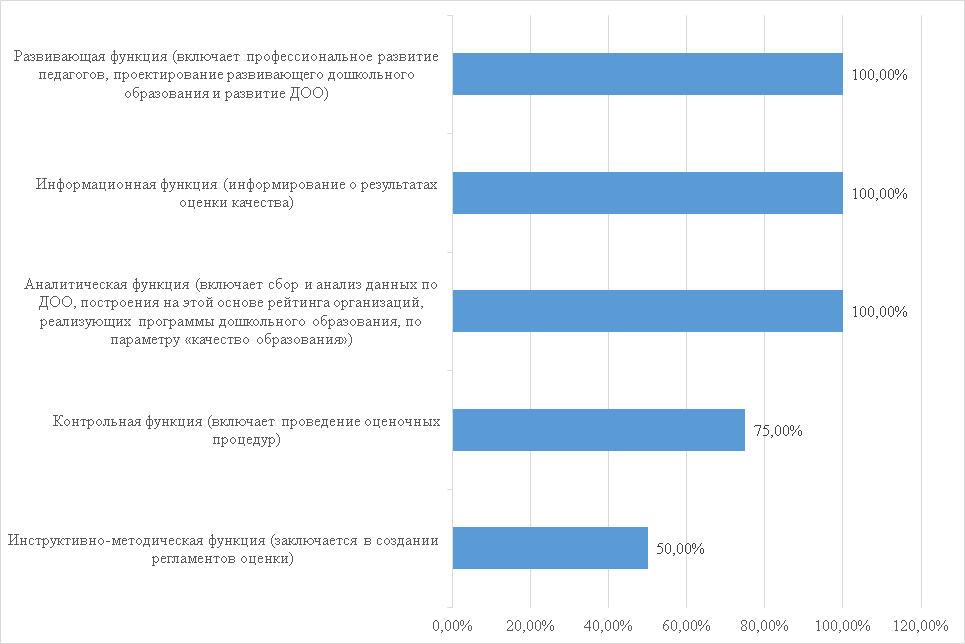 Развивающая функция (включает профессиональное развитие
педагогов, проектирование развивающего дошкольного
образования и развитие ДОО)
100,00%
Информационная функция (информирование о результатах
оценки качества)
100,00%
Аналитическая функция (включает сбор и анализ данных по
ДОО, построения на этой основе рейтинга организаций,
реализующих программы дошкольного образования, по
параметру «качество образования»)
100,00%
Контрольная функция (включает проведение оценочных
процедур)
75,00%
Инструктивно-методическая функция (заключается в создании
регламентов оценки)
50,00%
0,00% 20,00% 40,00% 60,00% 80,00% 100,00% 120,00%